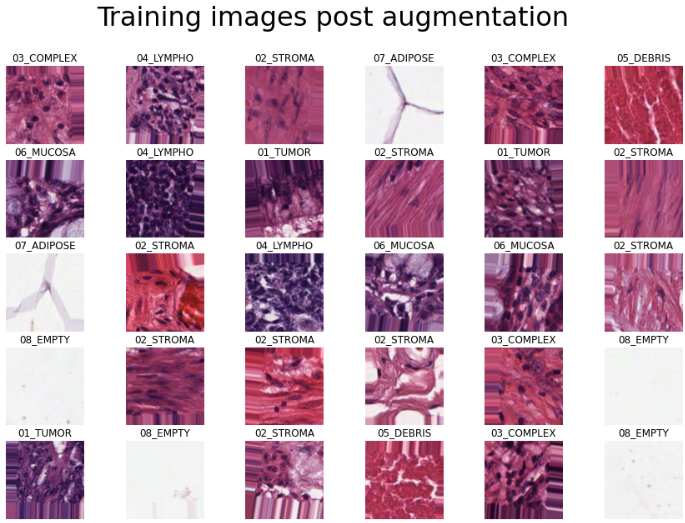 Training images post augmentation
03_COMPLEX 04_LYMPHO 02_STROMA 07_ADIPOSE 03_COMPLEX 05_DEBRIS
06_MUCOSA 04_LYMPHO 01_TUMOR 02_STROMA 01_TUMOR 02_STROMA
07_ADIPOSE 02_STROMA 04_LYMPHO 06_MUCOSA 06_MUCOSA 02_STROMA
08_EMPTY 02_STROMA 02_STROMA 02_STROMA 03_COMPLEX 08_EMPTY
01_TUMOR 08_EMPTY 02_STROMA 05_DEBRIS 03_COMPLEX 08_EMPTY